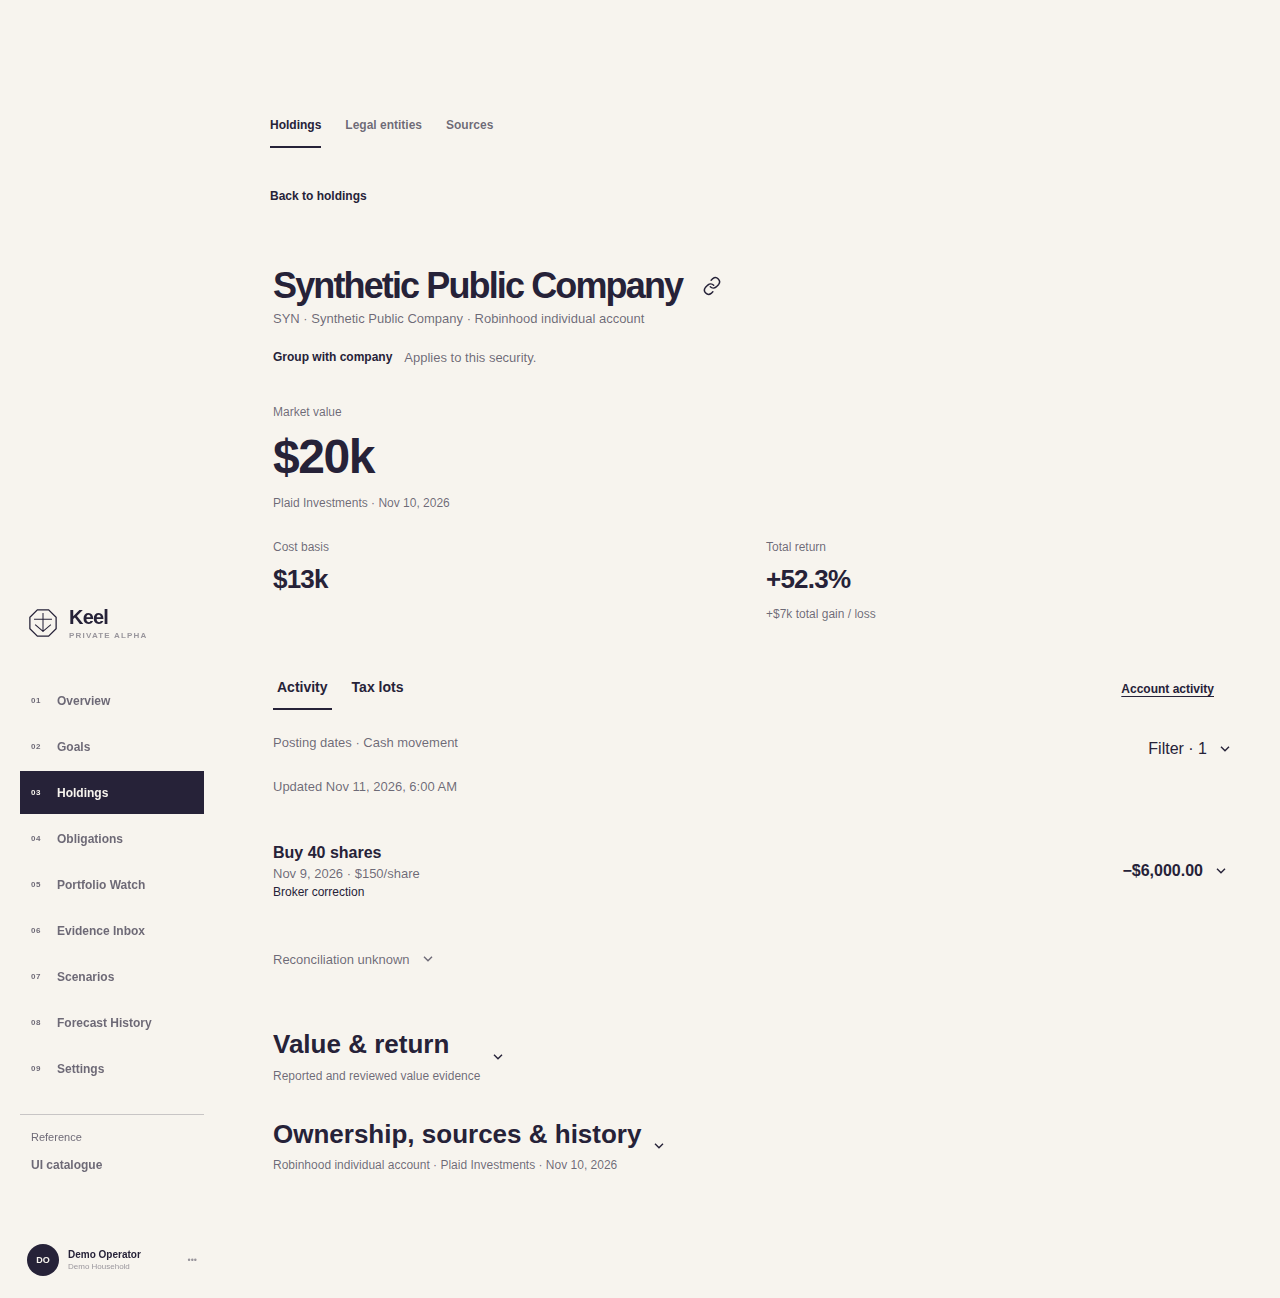 Holdings Legal entities Sources
Back to holdings
Synthetic Public Company
SYN · Synthetic Public Company · Robinhood individual account
Group with company Applies to this security.
Market value
$20k
Plaid Investments · Nov 10, 2026
Cost basis
$13k
Total return
+52.3%
+$7k total gain / loss
Activity Tax lots
Account activity
Posting dates · Cash movement
Filter · 1
Updated Nov 11, 2026, 6:00 AM
Buy 40 shares
Nov 9, 2026 · $150/share
Broker correction
−$6,000.00
Reconciliation unknown
Value & return
Reported and reviewed value evidence
Ownership, sources & history
Robinhood individual account · Plaid Investments · Nov 10, 2026
Keel
PRIVATE ALPHA
01 Overview
02 Goals
03 Holdings
04 Obligations
05 Portfolio Watch
06 Evidence Inbox
07 Scenarios
08 Forecast History
09 Settings
Reference
UI catalogue
DO
Demo Operator
Demo Household